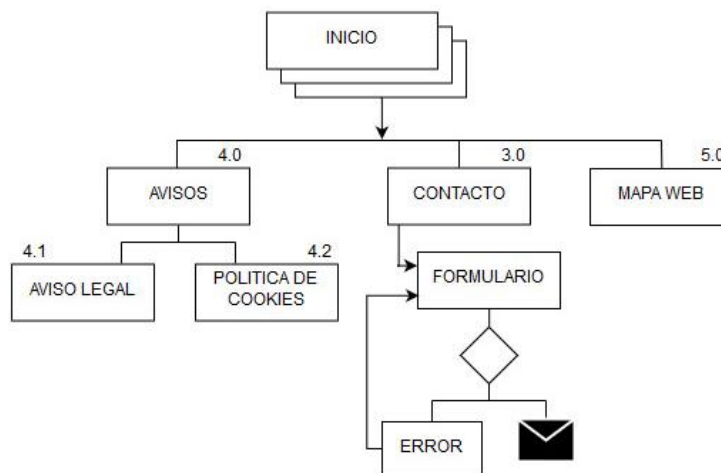 INICIO
4.0
3.0
5.0
AVISOS
CONTACTO
MAPA WEB
4.1
4.2
AVISO LEGAL
POLITICA DE
COOKIES
FORMULARIO
ERROR